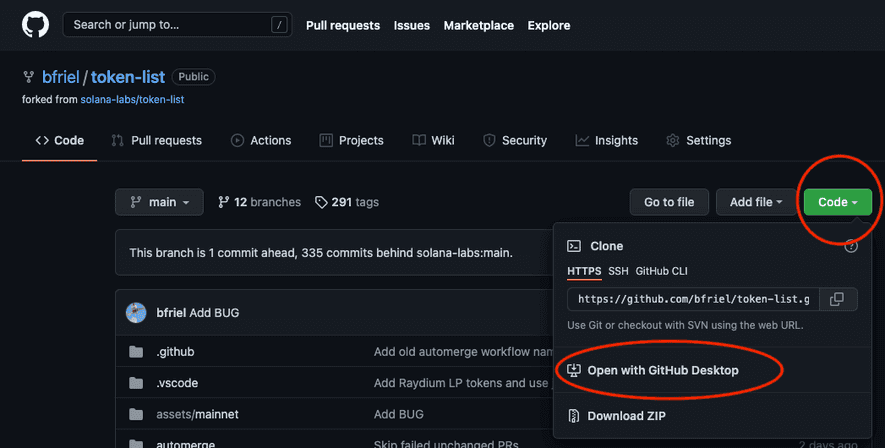 Search or jump to... /
Pull requests Issues Marketplace Explore
bfriel / token-list Public
forked from solana-labs/token-list
Code Pull requests Actions Projects Wiki Security Insights Settings
main 12 branches 291 tags Go to file Add file Code
This branch is 1 commit ahead, 335 commits behind solana-labs:main.
Clone ?
HTTPS SSH GitHub CLI
https://github.com/bfriel/token-list.g
Use Git or checkout with SVN using the web URL.
bfriel Add BUG
.github Add old automerge workflow nam
.vscode Add Raydium LP tokens and use
Open with GitHub Desktop
assets/mainnet Add BUG
Download ZIP
automerge Skip failed unchanged PRs. 2 days ago